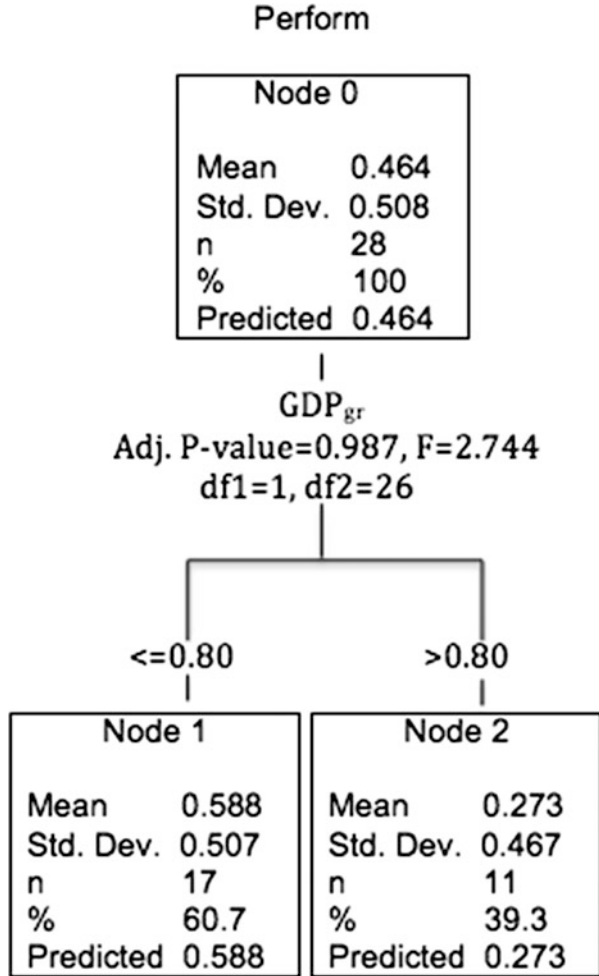 Perform
Node 0
Mean 0.464
Std. Dev. 0.508
n 28
% 100
Predicted 0.464
GDPgr
Adj. P-value=0.987, F=2.744
df1=1, df2=26
<=0.80
>0.80
Node 1
Mean 0.588
Std. Dev. 0.507
n 17
% 60.7
Predicted 0.588
Node 2
Mean 0.273
Std. Dev. 0.467
n 11
% 39.3
Predicted 0.273